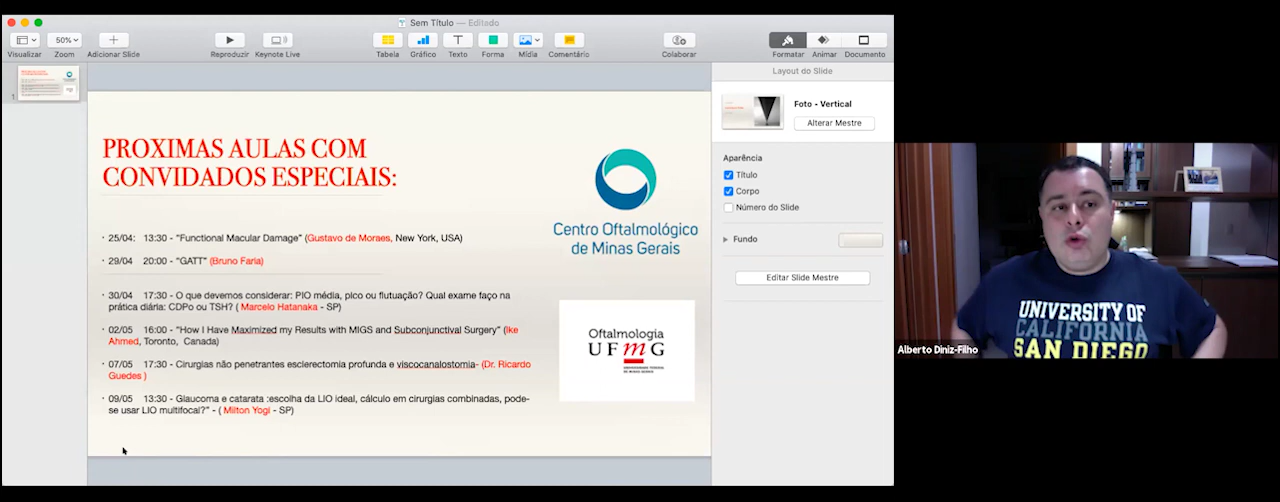 Sem Título — Editado
50%
Visualizar
Zoom
Adicionar Slide
Reproduzir
Keynote Live
Tabela
Gráfico
Texto
Forma
Mídia
Comentário
Colaborar
Formatar
Animar
Documento
1
PROXIMAS AULAS COM
CONVIDADOS ESPECIAIS:
· 25/04: 13:30 - “Functional Macular Damage” (Gustavo de Moraes, New York, USA)
· 29/04 20:00 - “GATT” (Bruno Faria)
· 30/04 17:30 - O que devemos considerar: PIO média, pico ou flutuação? Qual exame faço na
prática diária: CDPo ou TSH? ( Marcelo Hatanaka - SP)
· 02/05 16:00 - “How I Have Maximized my Results with MIGS and Subconjunctival Surgery” (Ike
Ahmed, Toronto, Canada)
· 07/05 17:30 - Cirurgias não penetrantes esclerectomia profunda e viscocanalostomia- (Dr. Ricardo
Guedes )
· 09/05 13:30 - Glaucoma e catarata :escolha da LIO ideal, cálculo em cirurgias combinadas, pode-
se usar LIO multifocal?” - ( Milton Yogi - SP)
Centro Oftalmológico
de Minas Gerais
Oftalmologia
UFmG
UNIVERSIDADE FEDERAL
DE MINAS GERAIS
Layout do Slide
Foto - Vertical
Alterar Mestre
Aparência
Título
Corpo
Número do Slide
Fundo
Editar Slide Mestre
UNIVERSITY OF
CALIFORNIA
SAN DIEGO
Alberto Diniz-Filho